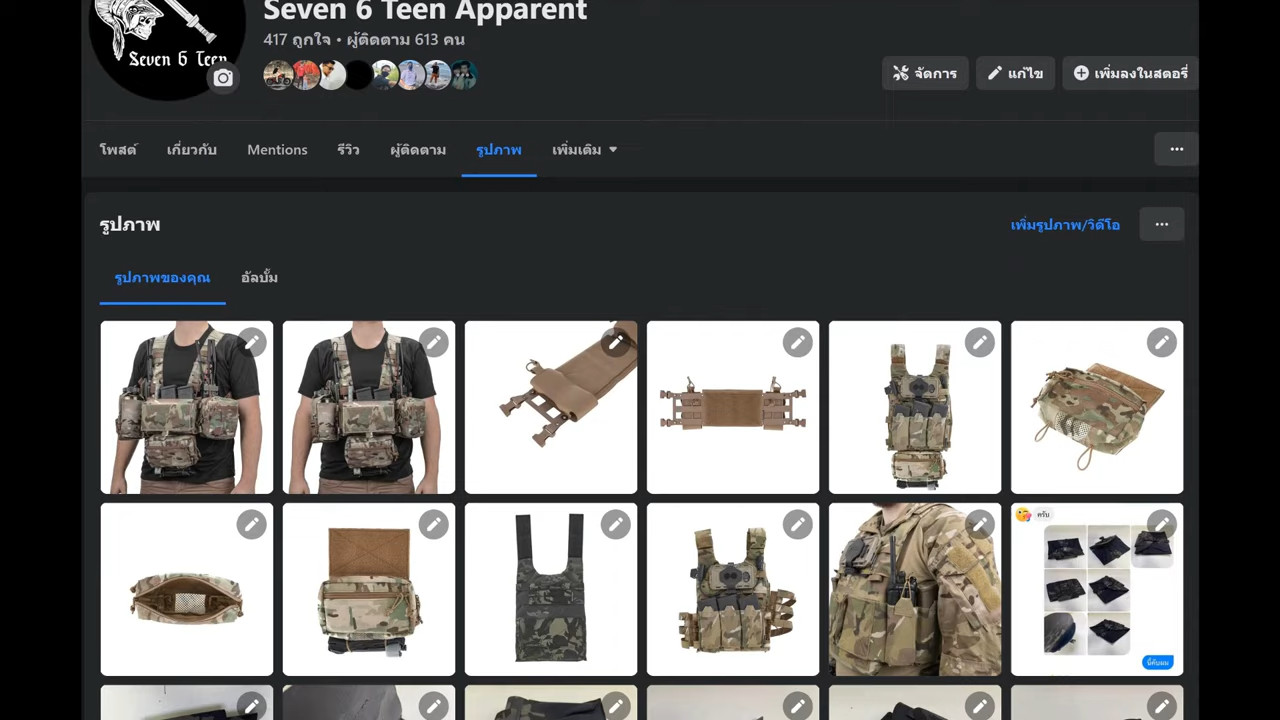 Seven 6 Teen Apparent
417 ถูกใจ • ผู้ติดตาม 613 คน
Seven 6 Teen
จัดการ
แก้ไข
เพิ่มลงในสตอรี่
โพสต์
เกี่ยวกับ
Mentions
รีวิว
ผู้ติดตาม
รูปภาพ
เพิ่มเติม
รูปภาพ
เพิ่มรูปภาพ/วิดีโอ
รูปภาพของคุณ
อัลบั้ม
ครับ
นี้คับผม